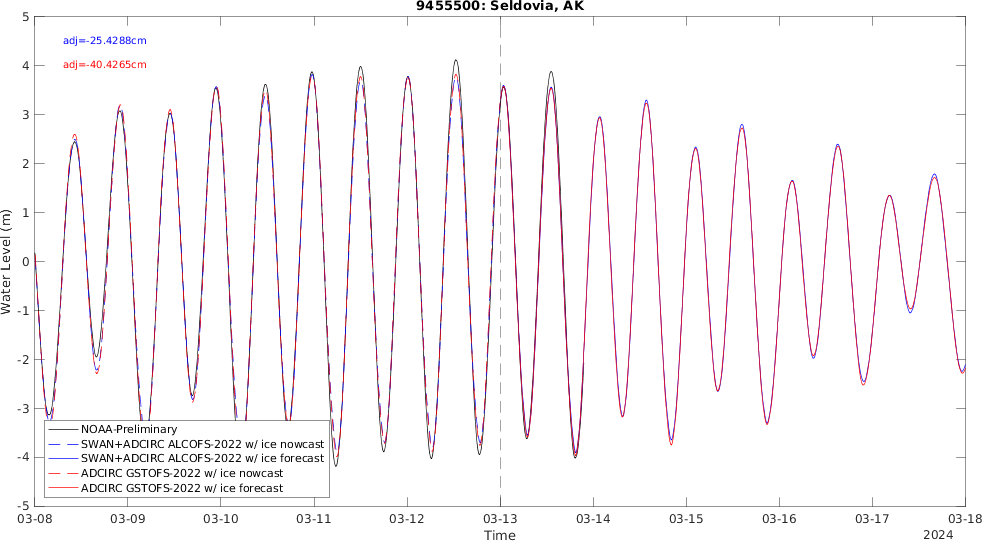 9455500: Seldovia, AK
adj=-25.4288cm
adj=-40.4265cm
5
4
3
2
1
0
-1
-2
-3
-4
-5
Water Level (m)
NOAA-Preliminary
SWAN+ADCIRC ALCOFS-2022 w/ ice nowcast
SWAN+ADCIRC ALCOFS-2022 w/ ice forecast
ADCIRC GSTOFS-2022 w/ ice nowcast
ADCIRC GSTOFS-2022 w/ ice forecast
03-08 03-09 03-10 03-11 03-12 03-13 03-14 03-15 03-16 03-17 03-18
Time
2024